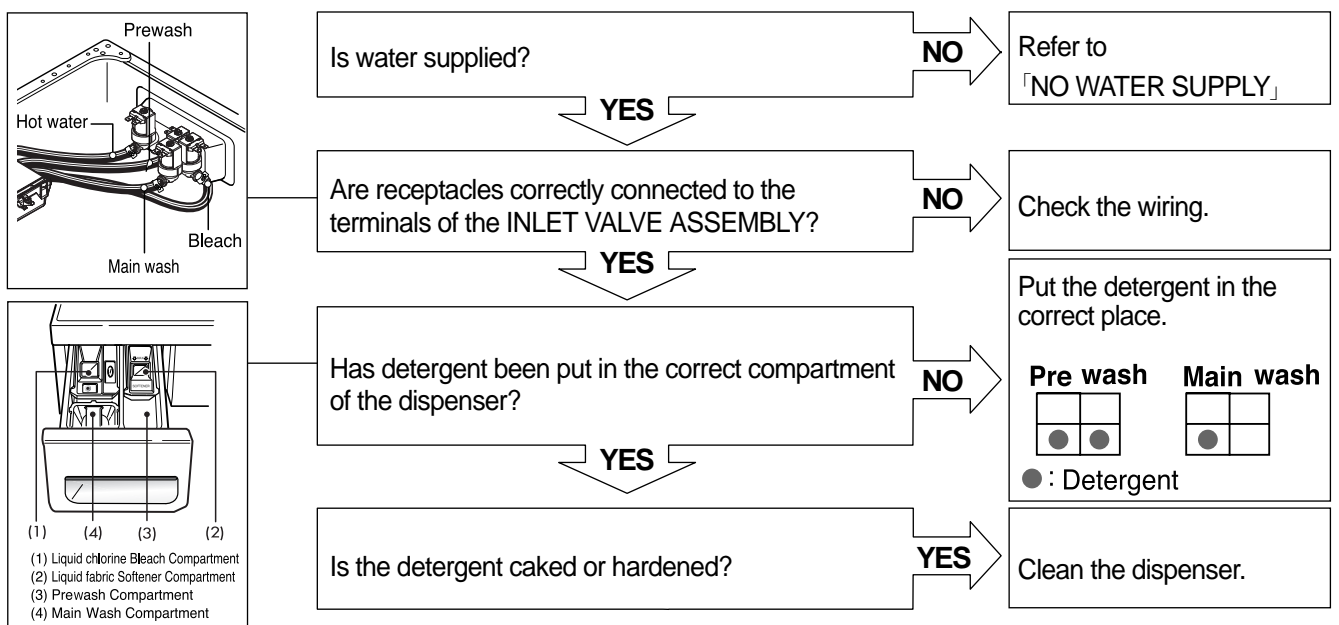 Prewash
Hot water
Bleach
Main wash
Is water supplied?
NO
Refer to
「NO WATER SUPPLY」
YES
Are receptacles correctly connected to the
terminals of the INLET VALVE ASSEMBLY?
NO
Check the wiring.
YES
SOFTENER
(1) (4) (3) (2)
(1) Liquid chlorine Bleach Compartment
(2) Liquid fabric Softener Compartment
(3) Prewash Compartment
(4) Main Wash Compartment
Has detergent been put in the correct compartment
of the dispenser?
NO
Put the detergent in the
correct place.
Pre wash Main wash
: Detergent
YES
Is the detergent caked or hardened?
YES
Clean the dispenser.